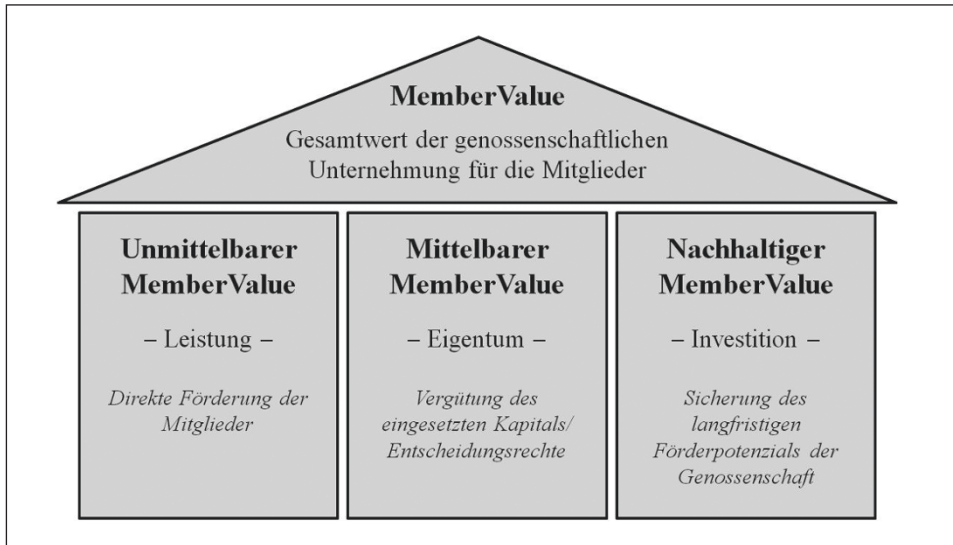 MemberValue
Gesamtwert der genossenschaftlichen
Unternehmung für die Mitglieder
Unmittelbarer
MemberValue
– Leistung –
Direkte Förderung der
Mitglieder
Mittelbarer
MemberValue
– Eigentum –
Vergütung des
eingesetzten Kapitals/
Entscheidungsrechte
Nachhaltiger
MemberValue
– Investition –
Sicherung des
langfristigen
Förderpotenzials der
Genossenschaft